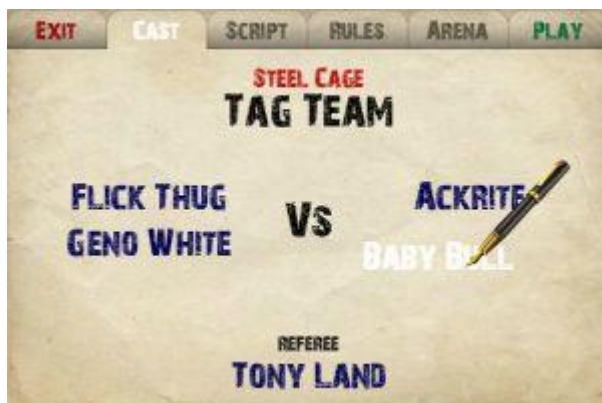 EXIT CAST SCRIPT RULES ARENA PLAY
STEEL CAGE
TAG TEAM
FLICK THUG
GENO WHITE
VS
ACKRITE
BABY BULL
REFEREE
TONY LAND